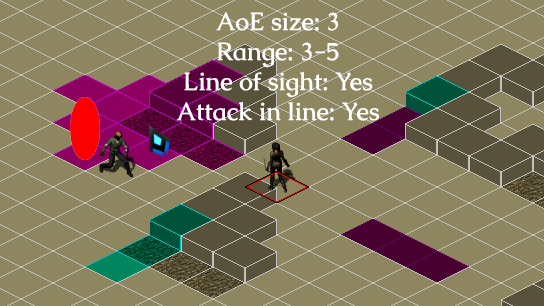 AoE size: 3
Range: 3-5
Line of sight: Yes
Attack in line: Yes